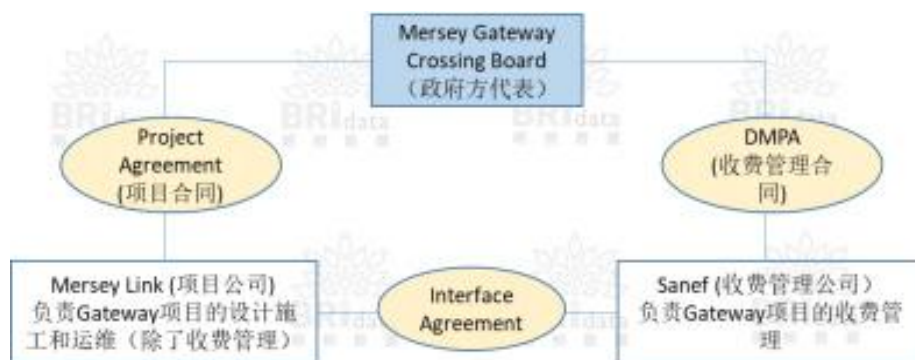 Mersey Gateway
Crossing Board
（政府方代表）
Project
Agreement
(项目合同)
DMPA
(收费管理合
同)
Mersey Link (项目公司)
负责Gateway项目的设计施
工和运维（除了收费管理）
Interface
Agreement
Sanef (收费管理公司）
负责Gateway项目的收费管
理
BRIdata
BRIdata
BRIdata
BRIdata